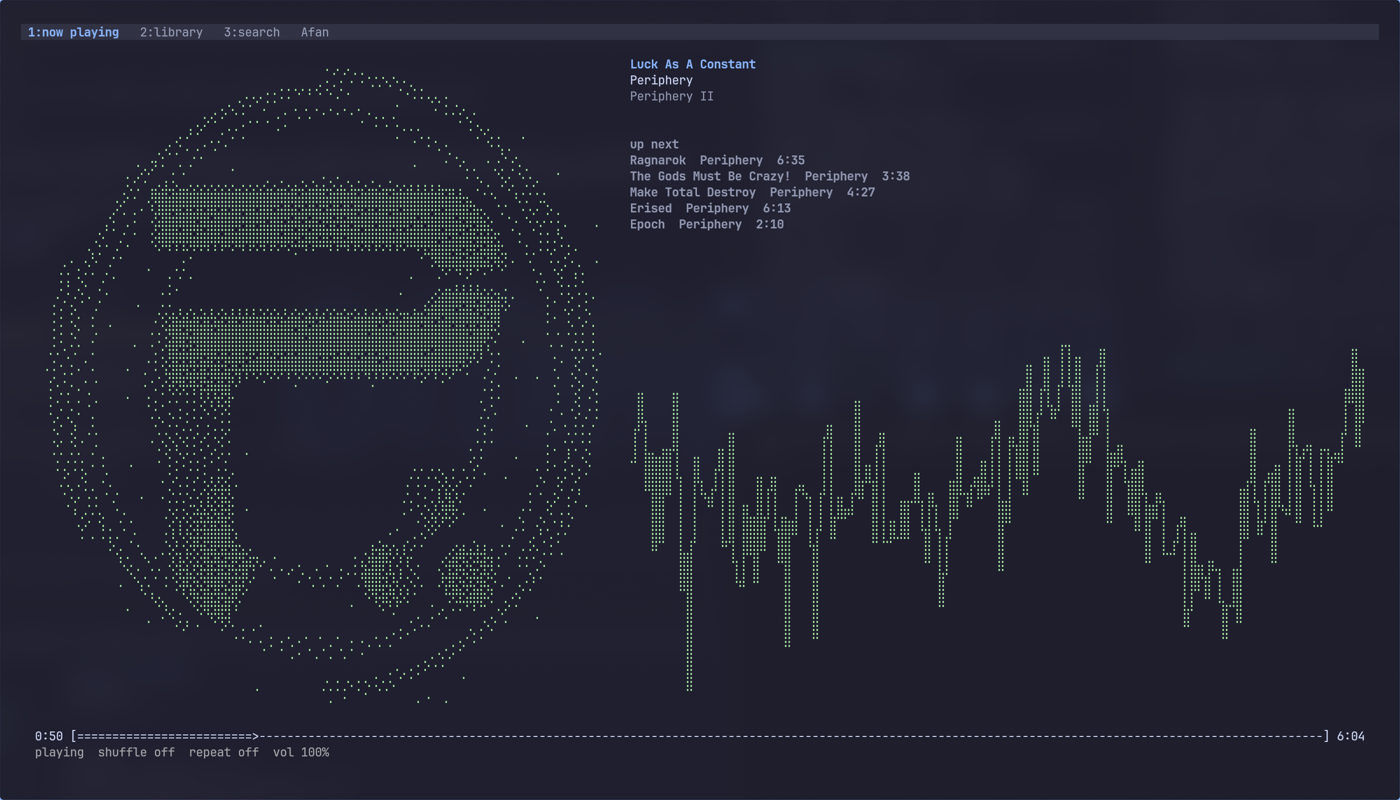 1:now playing 2:library 3:search Afan
Luck As A Constant
Periphery
Periphery II
up next
Ragnarok Periphery 6:35
The Gods Must Be Crazy! Periphery 3:38
Make Total Destroy Periphery 4:27
Erised Periphery 6:13
Epoch Periphery 2:10
0:50 [=========================>--------------------------------------------------------------------------------------------------------------------------------------------------------] 6:04
playing shuffle off repeat off vol 100%